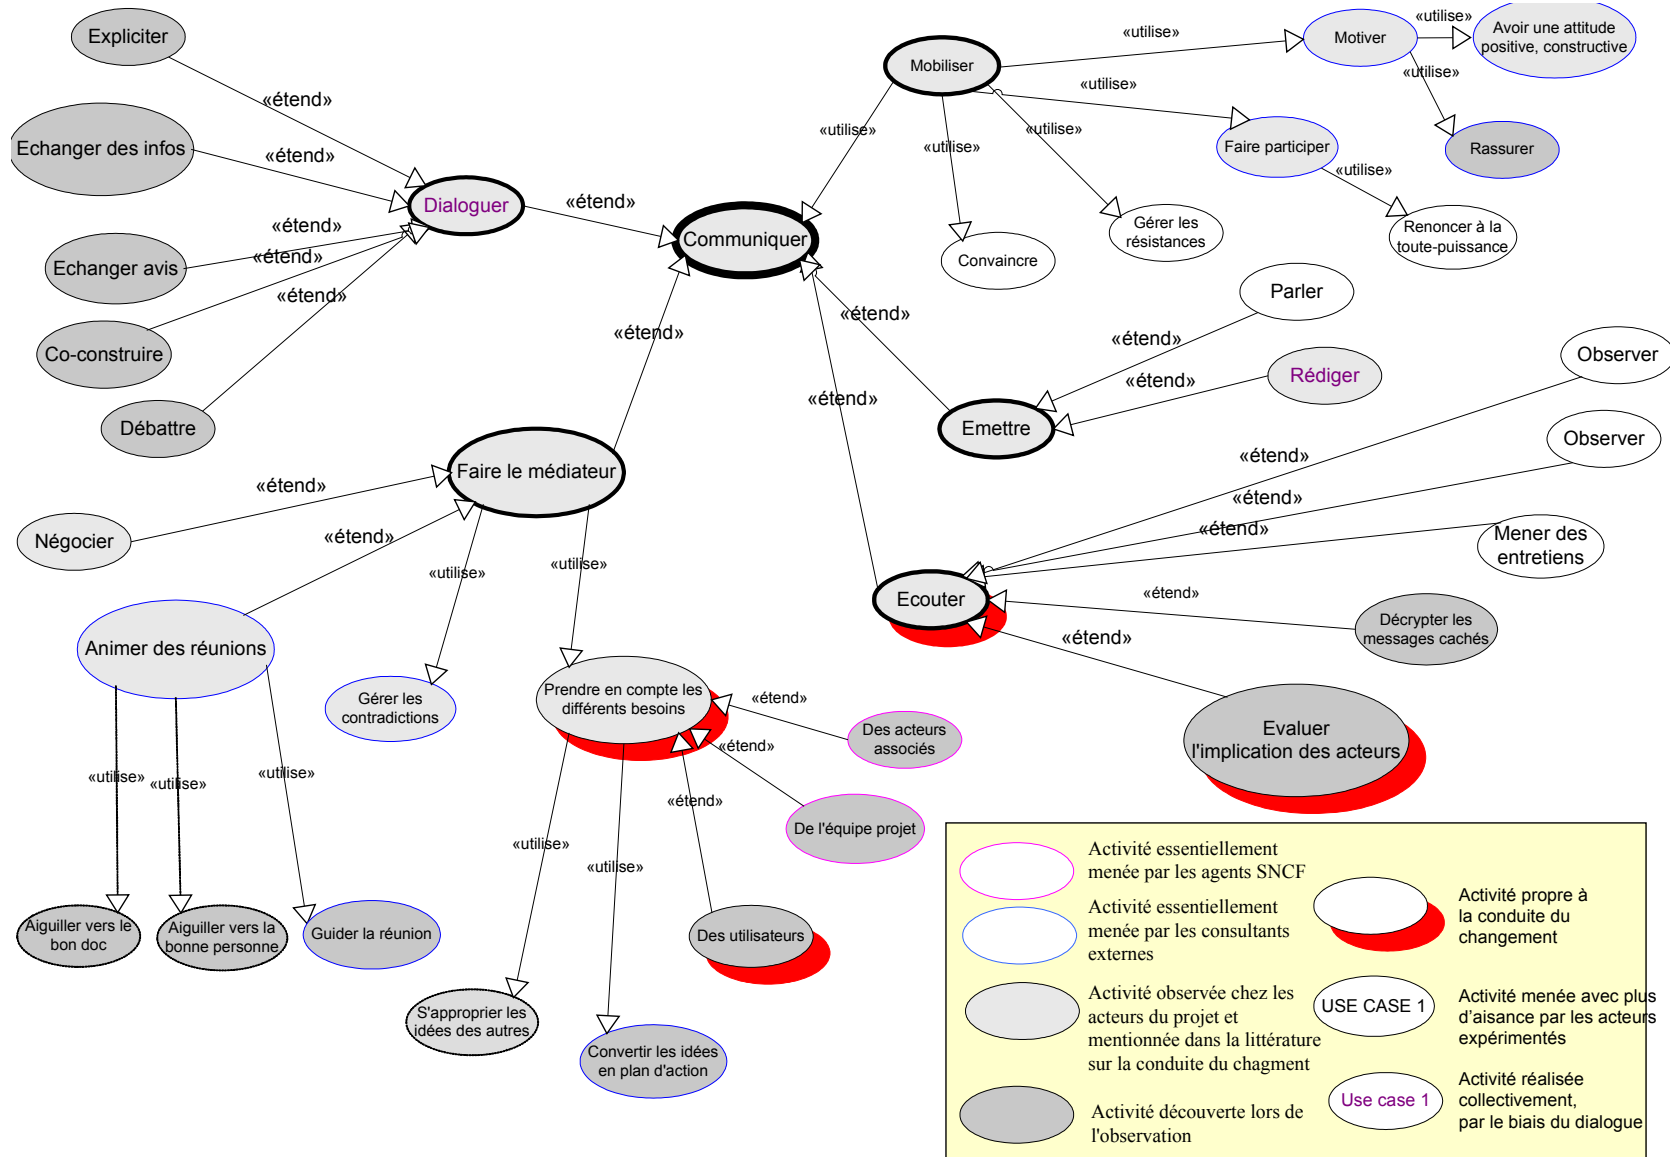 Expliciter
«étend»
Echanger des infos
«étend»
Dialoguer
«étend»
Echanger avis
«étend»
«étend»
Co-construire
«étend»
Débattre
Communiquer
«étend»
Mobiliser
«utilise»
«utilise»
Motiver
«utilise»
Avoir une attitude
positive, constructive
«utilise»
«utilise»
Faire participer
Rassurer
«utilise»
«utilise»
«utilise»
Convaincre
Gérer les
résistances
Renoncer à la
toute-puissance
Parler
«étend»
«étend»
«étend»
Rédiger
Emettre
«étend»
Observer
Observer
«étend»
«étend»
«étend»
Mener des
entretiens
Ecouter
«étend»
Décrypter les
messages cachés
«étend»
Evaluer
l'implication des acteurs
Faire le médiateur
«étend»
Négocier
«étend»
«utilise»
«utilise»
Animer des réunions
Gérer les
contradictions
Prendre en compte les
différents besoins
«étend»
Des acteurs
associés
«étend»
De l'équipe projet
«étend»
Des utilisateurs
«utilise»
«utilise»
«utilise»
«utilise»
«utilise»
Aiguiller vers le
bon doc
Aiguiller vers la
bonne personne
Guider la réunion
S'approprier les
idées des autres
Convertir les idées
en plan d'action
Activité essentiellement
menée par les agents SNCF
Activité essentiellement
menée par les consultants
externes
Activité observée chez les
acteurs du projet et
mentionnée dans la littérature
sur la conduite du chagment
Activité découverte lors de
l'observation
Activité propre à
la conduite du
changement
USE CASE 1
Activité menée avec plus
d'aisance par les acteurs
expérimentés
Use case 1
Activité réalisée
collectivement,
par le biais du dialogue